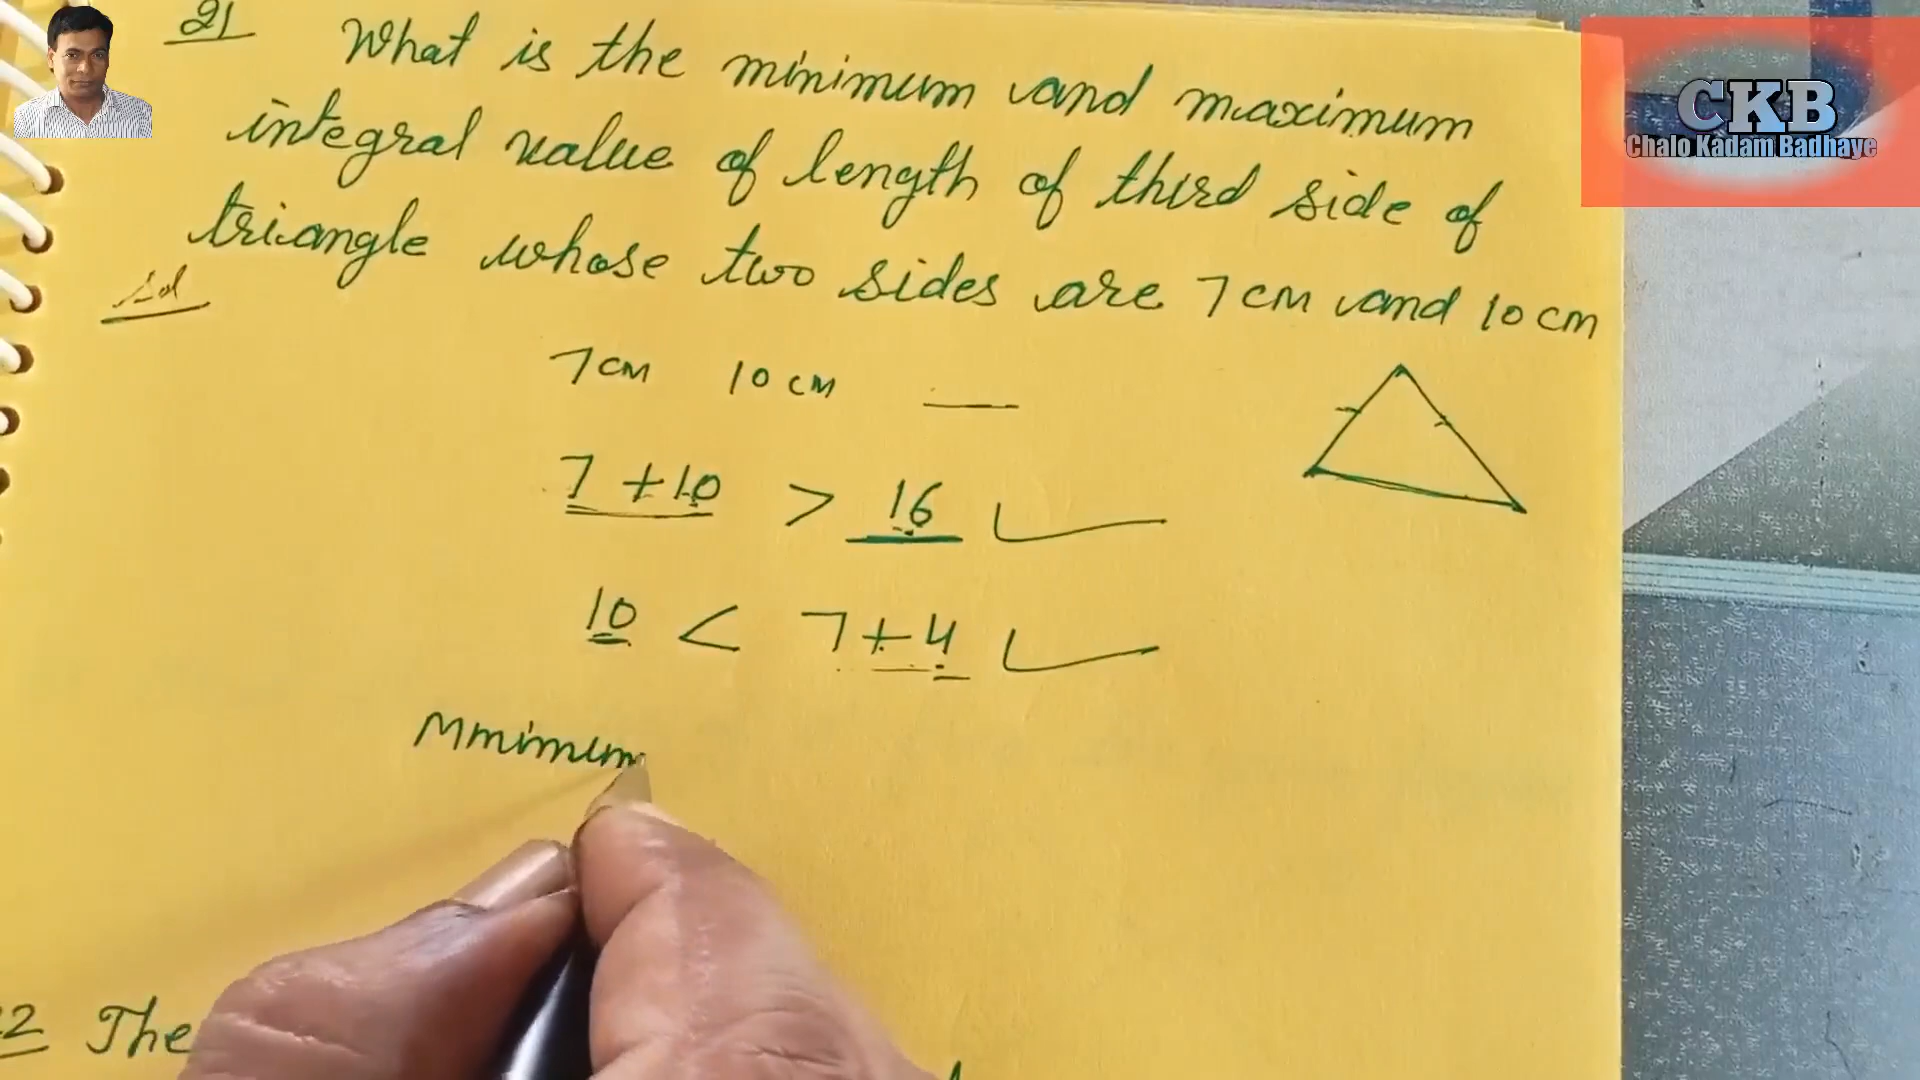 21 What is the minimum and maximum
integral value of length of third side of
triangle whose two sides are 7 cm and 10 cm
Sol
7 cm 10 cm
7 + 10 > 16
10 < 7 + 4
Mmimum
The
CKB
Chalo Kadam Badhaye